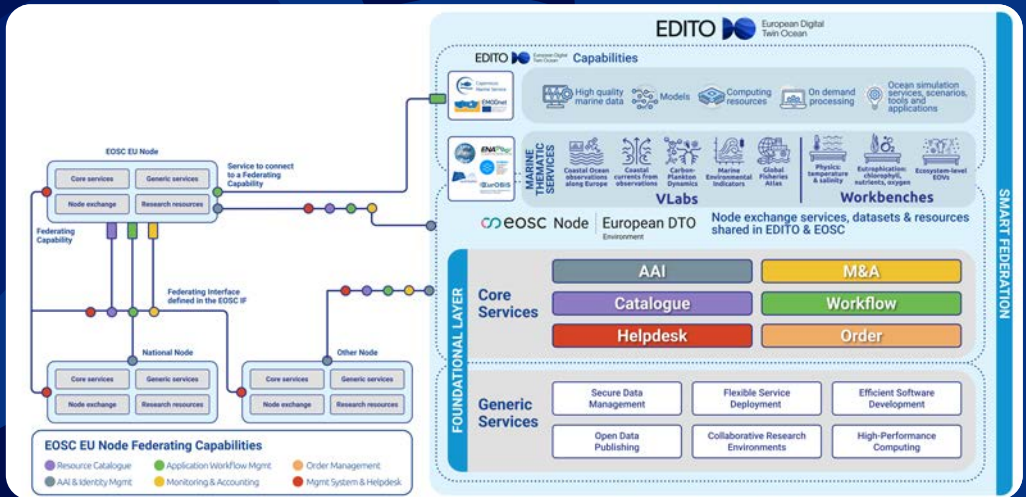 EDITO
European Digital
Twin Ocean
EDITO
European Digital
Twin Ocean
Capabilities
Copernicus
Marine Service
EMODnet
High quality
marine data
Models
Computing
resources
On demand
processing
Ocean simulation
services, scenarios,
tools and
applications
MARINE
THEMATIC
SERVICES
Coastal Ocean
observations
along Europe
Coastal
currents from
observations
Carbon-
Plankton
Dynamics
Marine
Environmental
Indicators
Global
Fisheries
Atlas
VLabs
Physics:
temperature
& salinity
Eutrophication:
chlorophyll,
nutrients, oxygen
Ecosystem-level
EOVs
Workbenches
eosc Node
European DTO
Environment
Node exchange services, datasets & resources
shared in EDITO & EOSC
SMART FEDERATION
FOUNDATIONAL LAYER
Core
Services
AAI
M&A
Catalogue
Workflow
Helpdesk
Order
Generic
Services
Secure Data
Management
Flexible Service
Deployment
Efficient Software
Development
Open Data
Publishing
Collaborative Research
Environments
High-Performance
Computing
EOSC EU Node
Core services
Generic services
Node exchange
Research resources
Service to connect
to a Federating
Capability
Federating
Capability
Federating Interface
defined in the EOSC IF
National Node
Core services
Generic services
Node exchange
Research resources
Other Node
Core services
Generic services
Node exchange
Research resources
EOSC EU Node Federating Capabilities
Resource Catalogue
Application Workflow Mgmt
Order Management
AAI & Identity Mgmt
Monitoring & Accounting
Mgmt System & Helpdesk